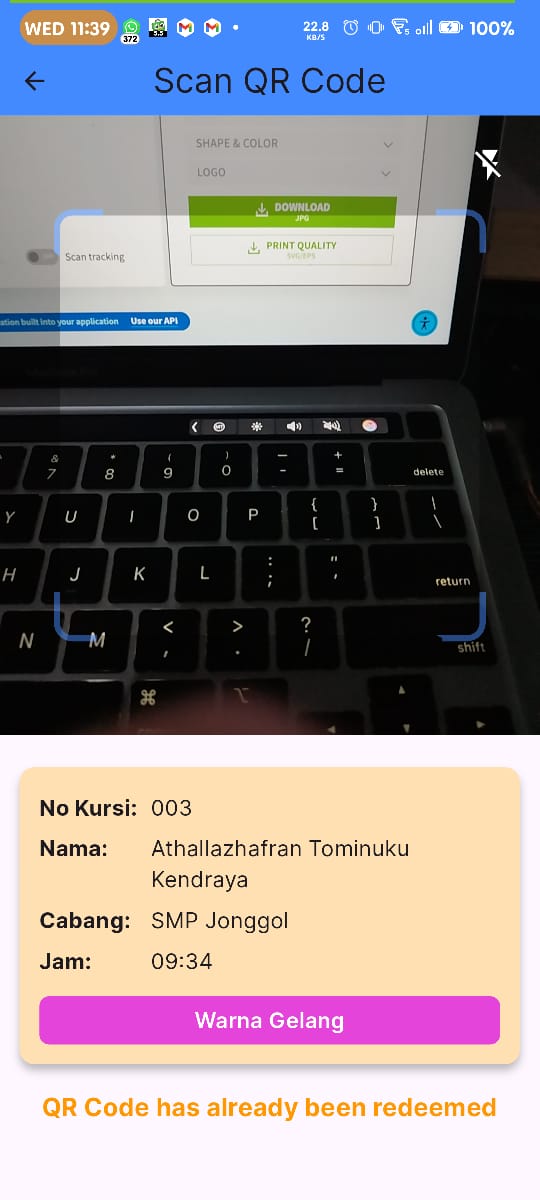 WED 11:39
372
22.8
KB/S
5
100%
Scan QR Code
SHAPE & COLOR
LOGO
DOWNLOAD
JPG
PRINT QUALITY
SVG/EPS
Scan tracking
ation built into your application Use our API
& * ( ) _ +
7 8 9 0 - = delete
Y U I O P { } |
[ ] \
H J K L : "
; ' return
N M < > ?
, . / shift
⌘ ⌥
No Kursi: 003
Nama: Athallazhafran Tominuku
Kendraya
Cabang: SMP Jonggol
Jam: 09:34
Warna Gelang
QR Code has already been redeemed